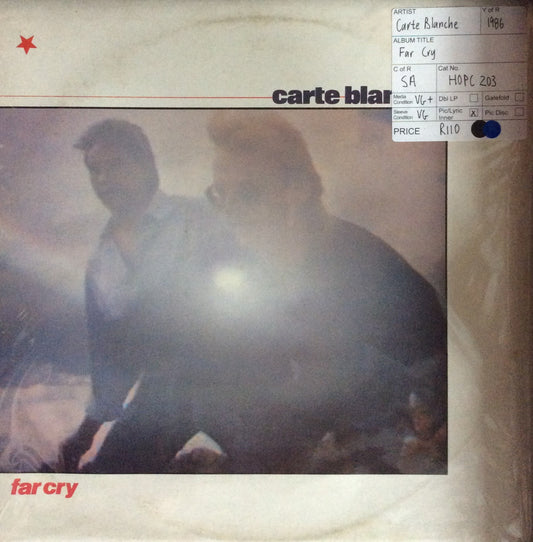 ARTIST Y of R
Carte Blanche 1986
ALBUM TITLE
Far Cry
C of R Cat No.
SA HOPC 203
Media Condition VG+ Dbl LP Gatefold
Sleeve Condition VG Pic/Lyric Inner X Pic Disc
PRICE R110
carte blan
far cry